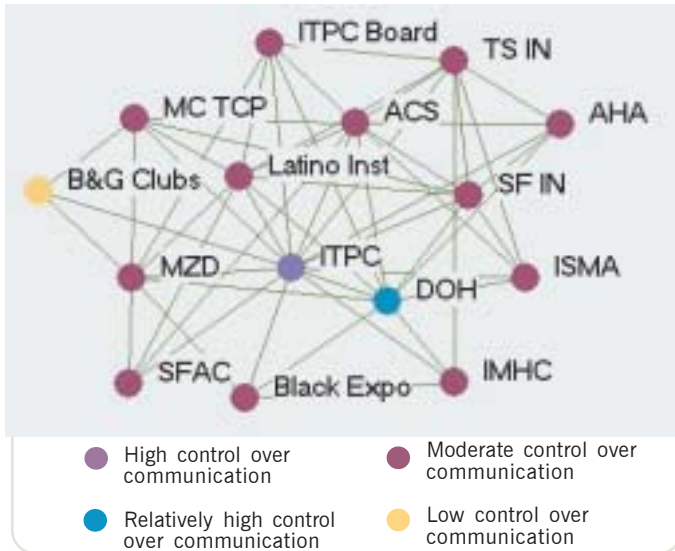 ITPC Board
TS IN
MC TCP
ACS
AHA
Latino Inst
B&G Clubs
SF IN
ITPC
MZD
ISMA
DOH
SFAC
IMHC
Black Expo
High control over
communication
Moderate control over
communication
Relatively high control
over communication
Low control over
communication